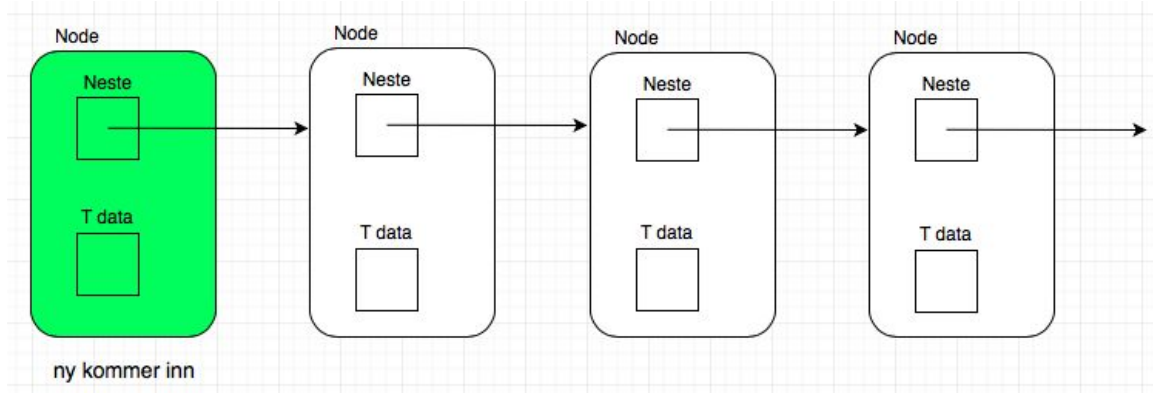 Node
Neste
T data
ny kommer inn
Node
Neste
T data
Node
Neste
T data
Node
Neste
T data